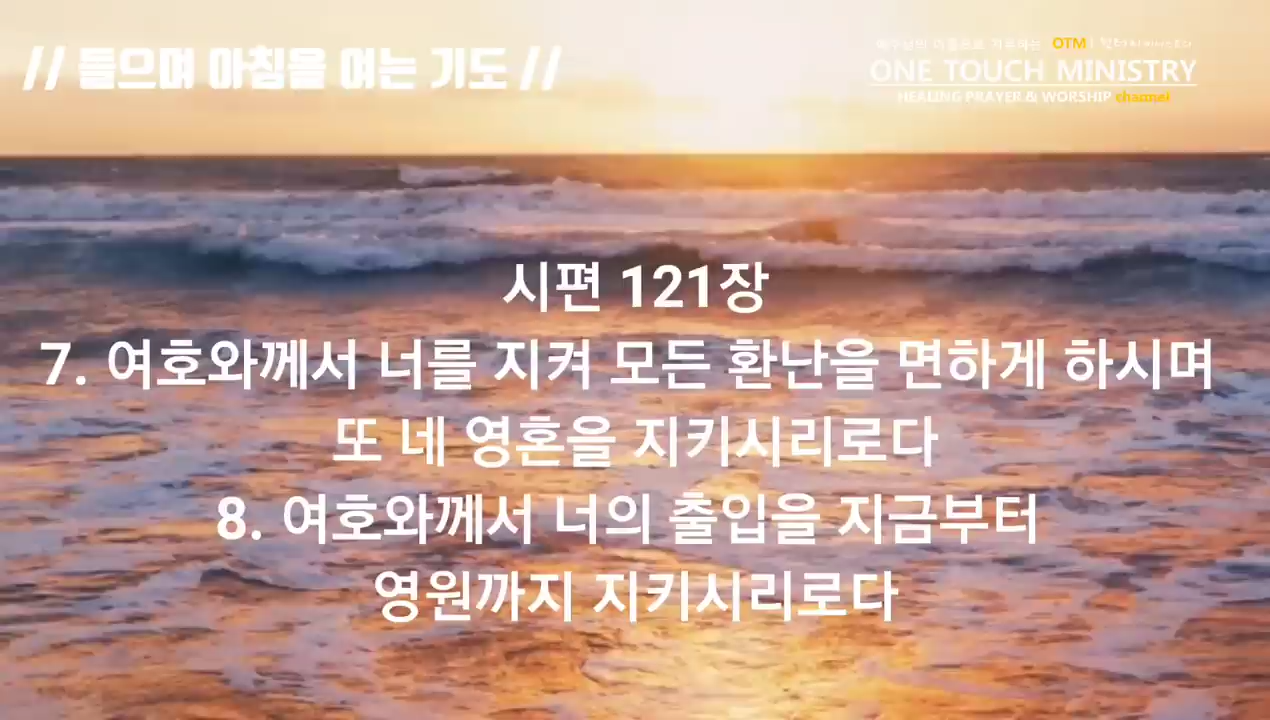 // 들으며 아침을 여는 기도 //
OTM
ONE TOUCH MINISTRY
HEALING PRAYER & WORSHIP channel
시편 121장
7. 여호와께서 너를 지켜 모든 환난을 면하게 하시며
또 네 영혼을 지키시리로다
8. 여호와께서 너의 출입을 지금부터
영원까지 지키시리로다